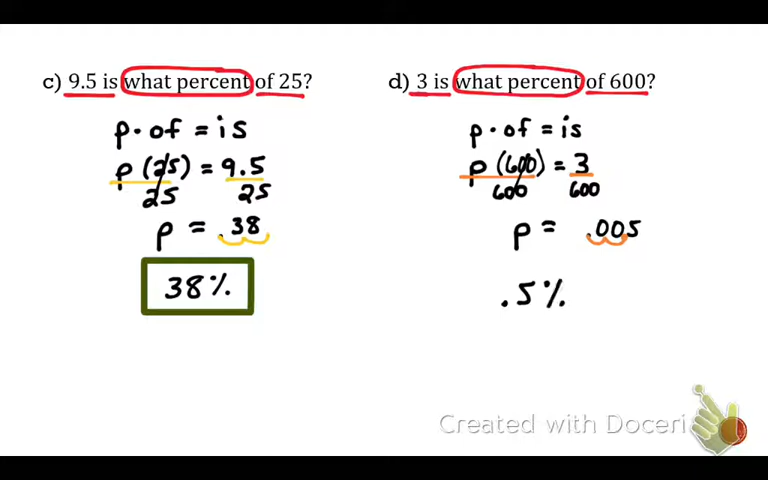 c) 9.5 is what percent of 25?
p · of = is
p (25) = 9.5
25 25
p = .38
38%
d) 3 is what percent of 600?
p · of = is
p (600) = 3
600 600
p = .005
.5%
Created with Doceri